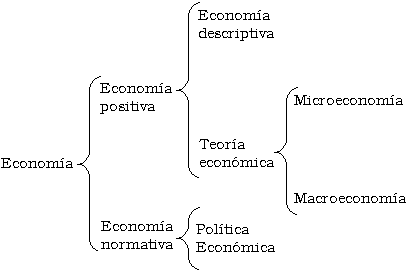 Economía
descriptiva
Economía
positiva
Microeconomía
Teoría
económica
Economía
Macroeconomía
Economía
normativa
Política
Económica